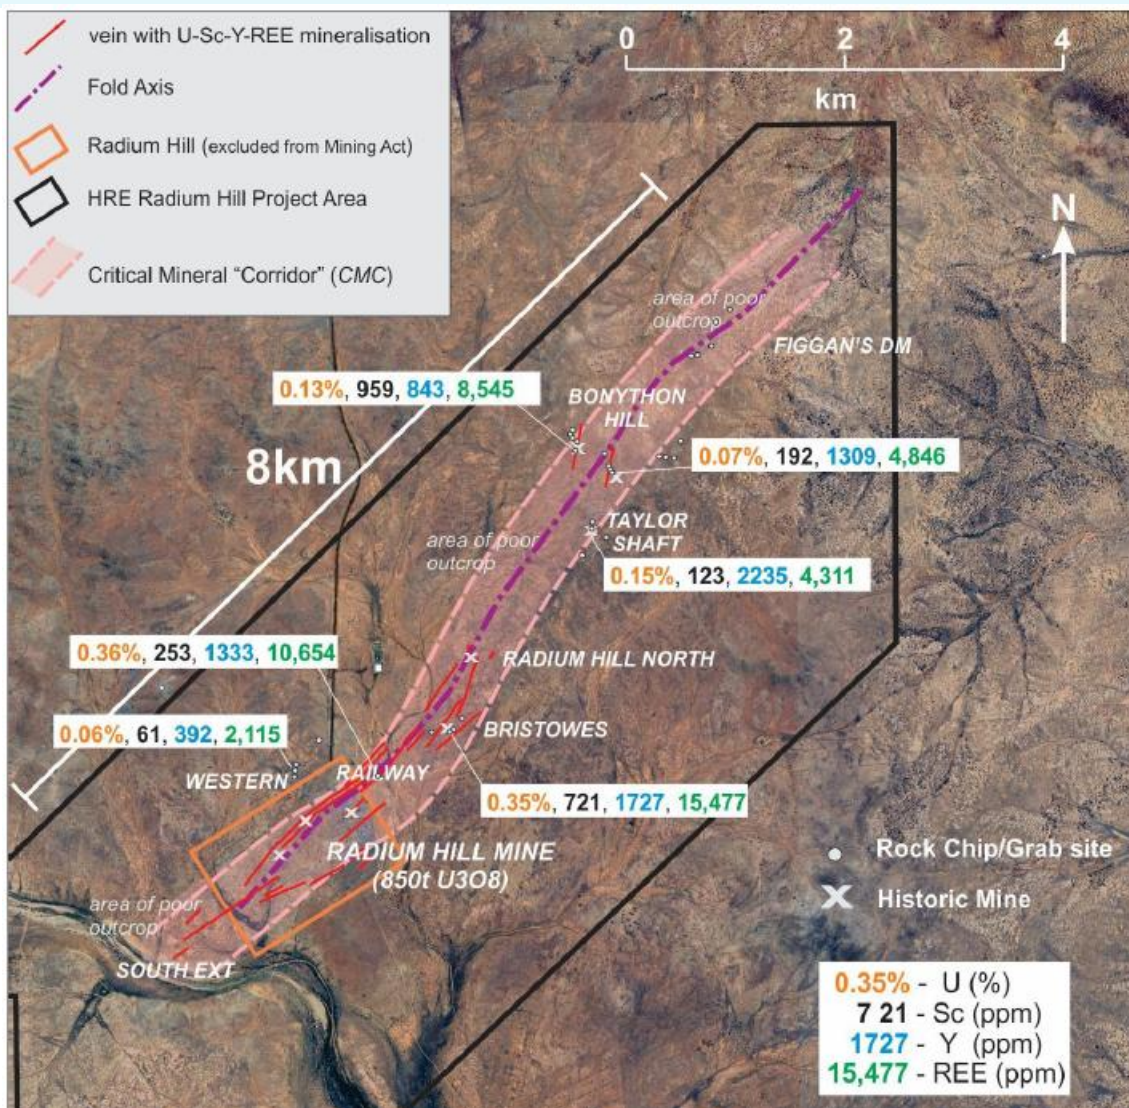 vein with U-Sc-Y-REE mineralisation
Fold Axis
Radium Hill (excluded from Mining Act)
HRE Radium Hill Project Area
Critical Mineral “Corridor” (CMC)
0 2 4
km
N
area of poor
outcrop
FIGGAN'S DM
0.13%, 959, 843, 8,545
BONYTHON
HILL
8km
0.07%, 192, 1309, 4,846
area of poor
outcrop
TAYLOR
SHAFT
0.15%, 123, 2235, 4,311
0.36%, 253, 1333, 10,654
RADIUM HILL NORTH
0.06%, 61, 392, 2,115
BRISTOWES
WESTERN
RAILWAY
0.35%, 721, 1727, 15,477
RADIUM HILL MINE
(850t U3O8)
area of poor
outcrop
SOUTH EXT
Rock Chip/Grab site
Historic Mine
0.35% - U (%)
7 21 - Sc (ppm)
1727 - Y (ppm)
15,477 - REE (ppm)